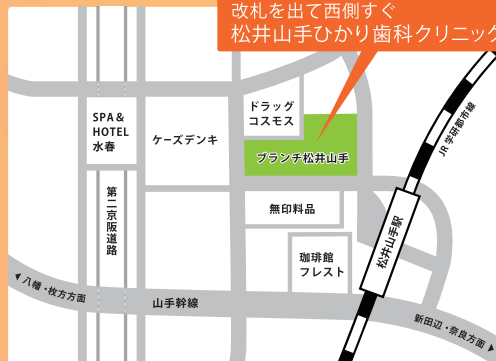 改札を出て西側すぐ
松井山手ひかり歯科クリニック
SPA&
HOTEL
水春
ケーズデンキ
ドラッグ
コスモス
ブランチ松井山手
JR 学研都市線
第二京阪道路
無印料品
松井山手駅
珈琲館
フレスト
八幡・枚方方面
山手幹線
新田辺・奈良方面